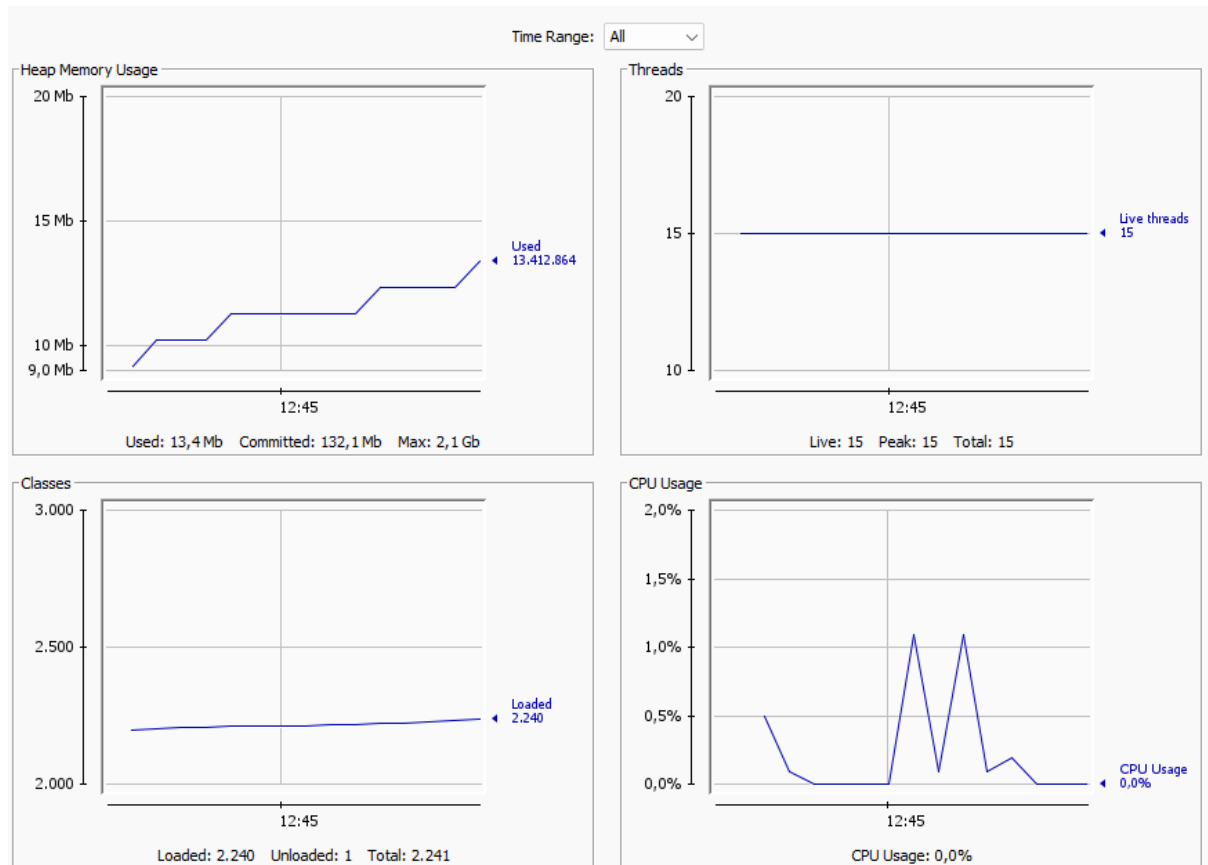 Time Range: All
Heap Memory Usage
20 Mb
15 Mb
10 Mb
9,0 Mb
Used
13.412.864
12:45
Used: 13,4 Mb Committed: 132,1 Mb Max: 2,1 Gb
Threads
20
15
10
Live threads
15
12:45
Live: 15 Peak: 15 Total: 15
Classes
3.000
2.500
2.000
Loaded
2.240
12:45
Loaded: 2.240 Unloaded: 1 Total: 2.241
CPU Usage
2,0%
1,5%
1,0%
0,5%
0,0%
CPU Usage
0,0%
12:45
CPU Usage: 0,0%